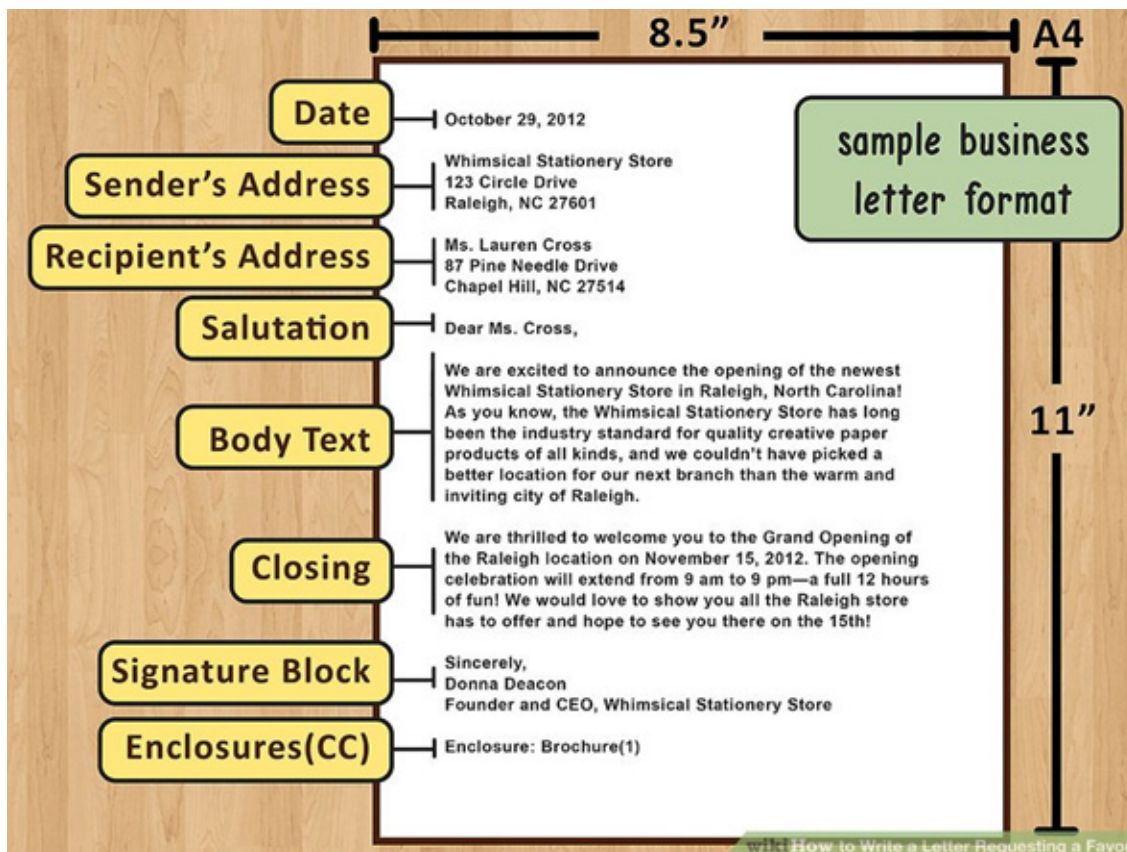 8.5”
A4
sample business
letter format
11”
Date
October 29, 2012
Sender’s Address
Whimsical Stationery Store
123 Circle Drive
Raleigh, NC 27601
Recipient’s Address
Ms. Lauren Cross
87 Pine Needle Drive
Chapel Hill, NC 27514
Salutation
Dear Ms. Cross,
Body Text
We are excited to announce the opening of the newest
Whimsical Stationery Store in Raleigh, North Carolina!
As you know, the Whimsical Stationery Store has long
been the industry standard for quality creative paper
products of all kinds, and we couldn’t have picked a
better location for our next branch than the warm and
inviting city of Raleigh.
Closing
We are thrilled to welcome you to the Grand Opening of
the Raleigh location on November 15, 2012. The opening
celebration will extend from 9 am to 9 pm—a full 12 hours
of fun! We would love to show you all the Raleigh store
has to offer and hope to see you there on the 15th!
Signature Block
Sincerely,
Donna Deacon
Founder and CEO, Whimsical Stationery Store
Enclosures(CC)
Enclosure: Brochure(1)
wikiHow to Write a Letter Requesting a Favo